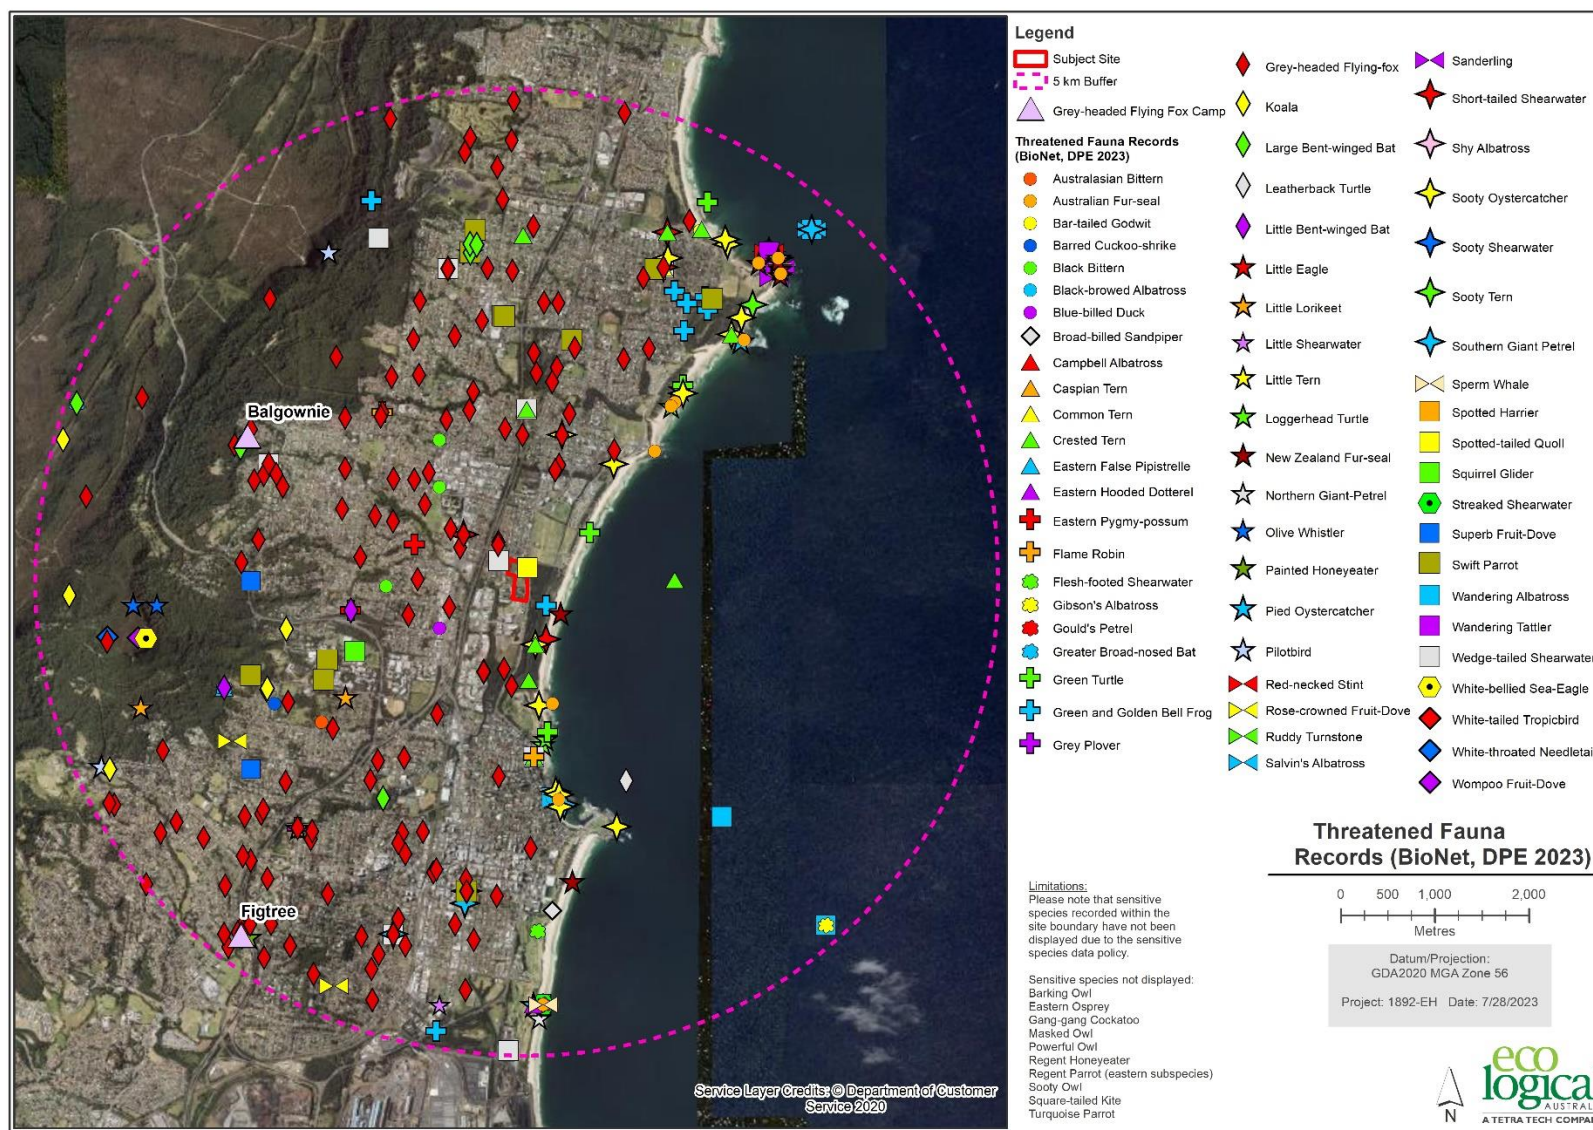 Balgownie
Figtree
Service Layer Credits: © Department of Customer
Service 2020
Legend
Subject Site
5 km Buffer
Grey-headed Flying Fox Camp
Threatened Fauna Records
(BioNet, DPE 2023)
Australasian Bittern
Australian Fur-seal
Bar-tailed Godwit
Barred Cuckoo-shrike
Black Bittern
Black-browed Albatross
Blue-billed Duck
Broad-billed Sandpiper
Campbell Albatross
Caspian Tern
Common Tern
Crested Tern
Eastern False Pipistrelle
Eastern Hooded Dotterel
Eastern Pygmy-possum
Flame Robin
Flesh-footed Shearwater
Gibson's Albatross
Gould's Petrel
Greater Broad-nosed Bat
Green Turtle
Green and Golden Bell Frog
Grey Plover
Grey-headed Flying-fox
Koala
Large Bent-winged Bat
Leatherback Turtle
Little Bent-winged Bat
Little Eagle
Little Lorikeet
Little Shearwater
Little Tern
Loggerhead Turtle
New Zealand Fur-seal
Northern Giant-Petrel
Olive Whistler
Painted Honeyeater
Pied Oystercatcher
Pilotbird
Red-necked Stint
Rose-crowned Fruit-Dove
Ruddy Turnstone
Salvin's Albatross
Sanderling
Short-tailed Shearwater
Shy Albatross
Sooty Oystercatcher
Sooty Shearwater
Sooty Tern
Southern Giant Petrel
Sperm Whale
Spotted Harrier
Spotted-tailed Quoll
Squirrel Glider
Streaked Shearwater
Superb Fruit-Dove
Swift Parrot
Wandering Albatross
Wandering Tattler
Wedge-tailed Shearwater
White-bellied Sea-Eagle
White-tailed Tropicbird
White-throated Needletai
Wompoo Fruit-Dove
Threatened Fauna
Records (BioNet, DPE 2023)
0 500 1,000 2,000
Metres
Datum/Projection:
GDA2020 MGA Zone 56
Project: 1892-EH Date: 7/28/2023
Limitations:
Please note that sensitive
species recorded within the
site boundary have not been
displayed due to the sensitive
species data policy.
Sensitive species not displayed:
Barking Owl
Eastern Osprey
Gang-gang Cockatoo
Masked Owl
Powerful Owl
Regent Honeyeater
Regent Parrot (eastern subspecies)
Sooty Owl
Square-tailed Kite
Turquoise Parrot
N
eco
logica
AUSTRAL
A TETRA TECH COMPAN